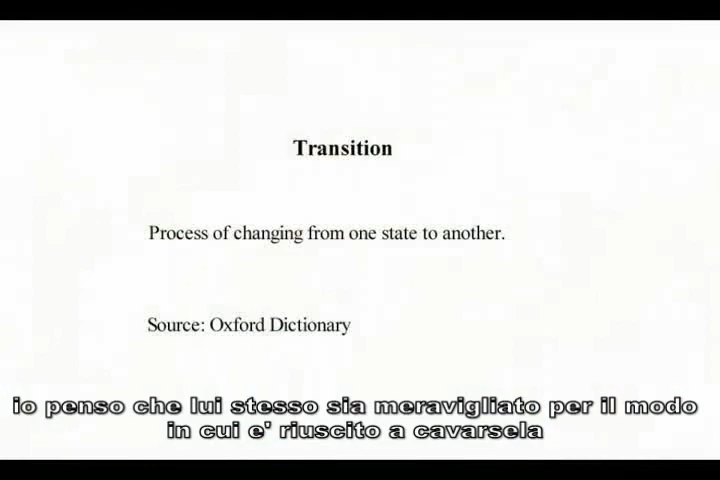 Transition
Process of changing from one state to another.
Source: Oxford Dictionary
io penso che lui stesso sia meravigliato per il modo
in cui e' riuscito a cavarsela